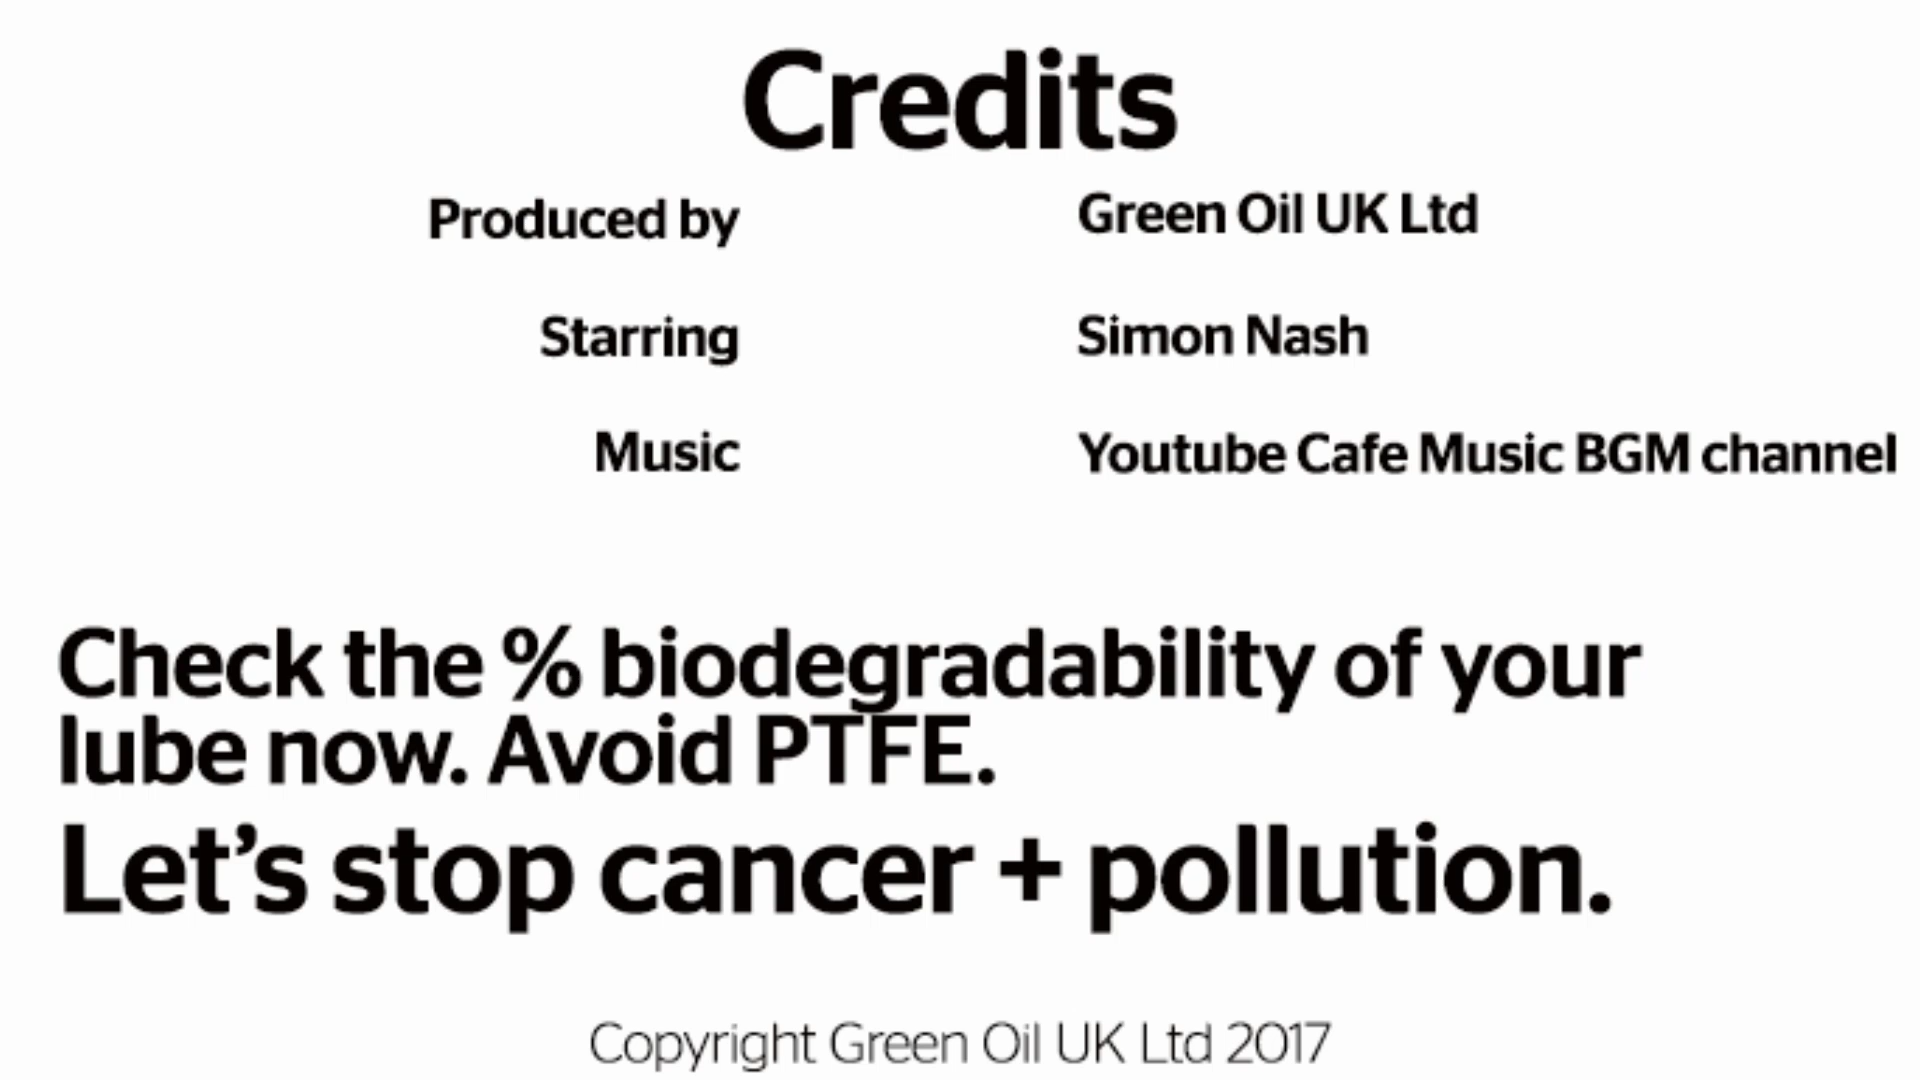 Credits
Produced by Green Oil UK Ltd
Starring Simon Nash
Music Youtube Cafe Music BGM channel
Check the % biodegradability of your
lube now. Avoid PTFE.
Let’s stop cancer + pollution.
Copyright Green Oil UK Ltd 2017